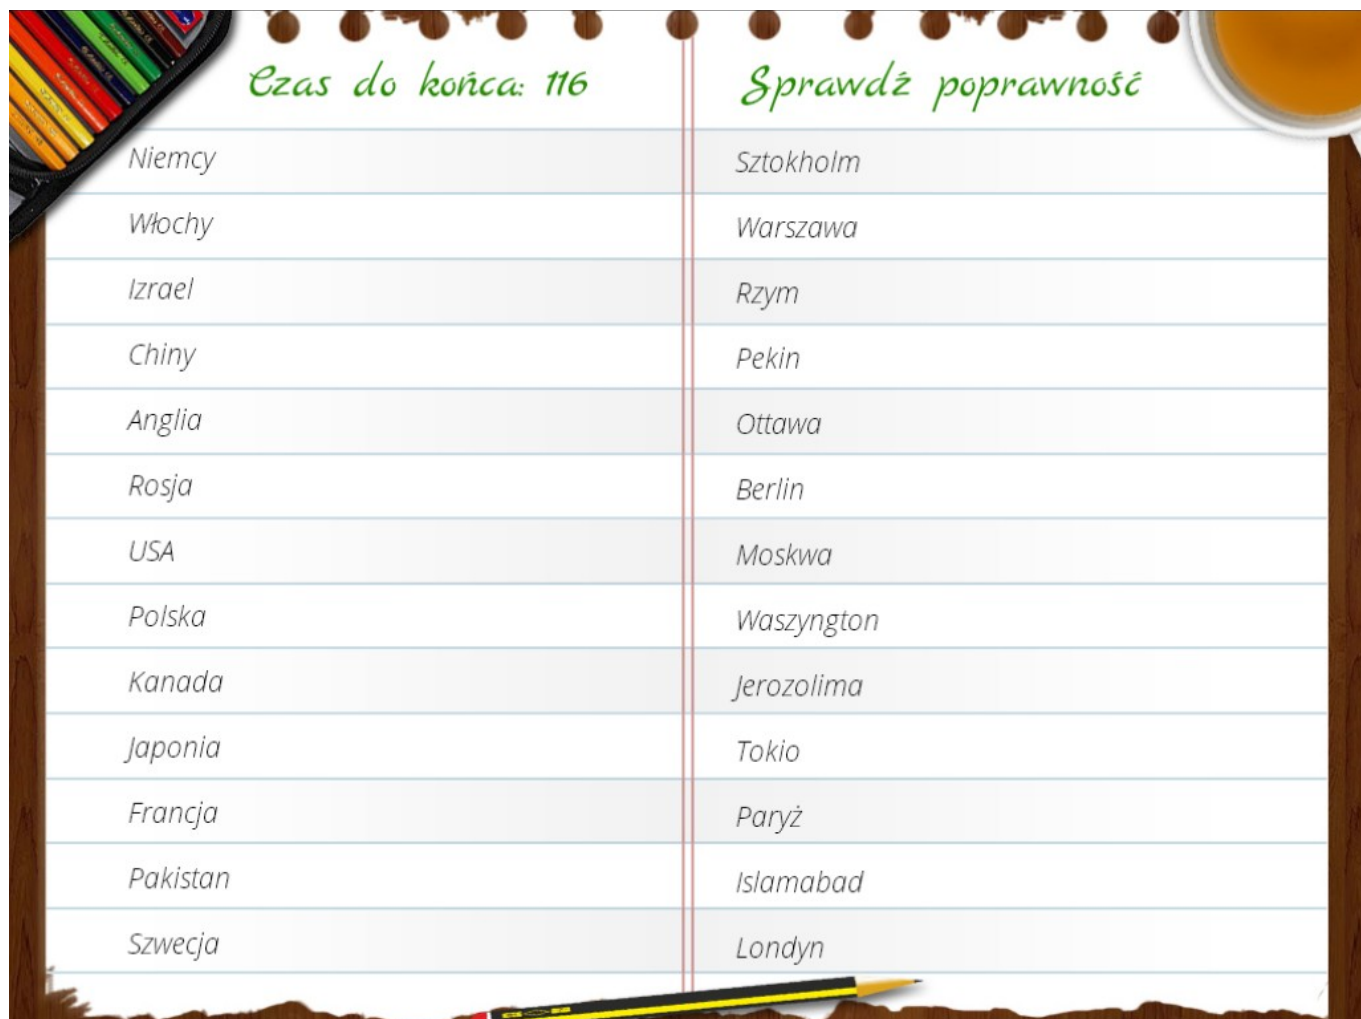 Czas do końca: 116
Sprawdź poprawność
Niemcy
Sztokholm
Włochy
Warszawa
Izrael
Rzym
Chiny
Pekin
Anglia
Ottawa
Rosja
Berlin
USA
Moskwa
Polska
Waszyngton
Kanada
Jerozolima
Japonia
Tokio
Francja
Paryż
Pakistan
Islamabad
Szwecja
Londyn